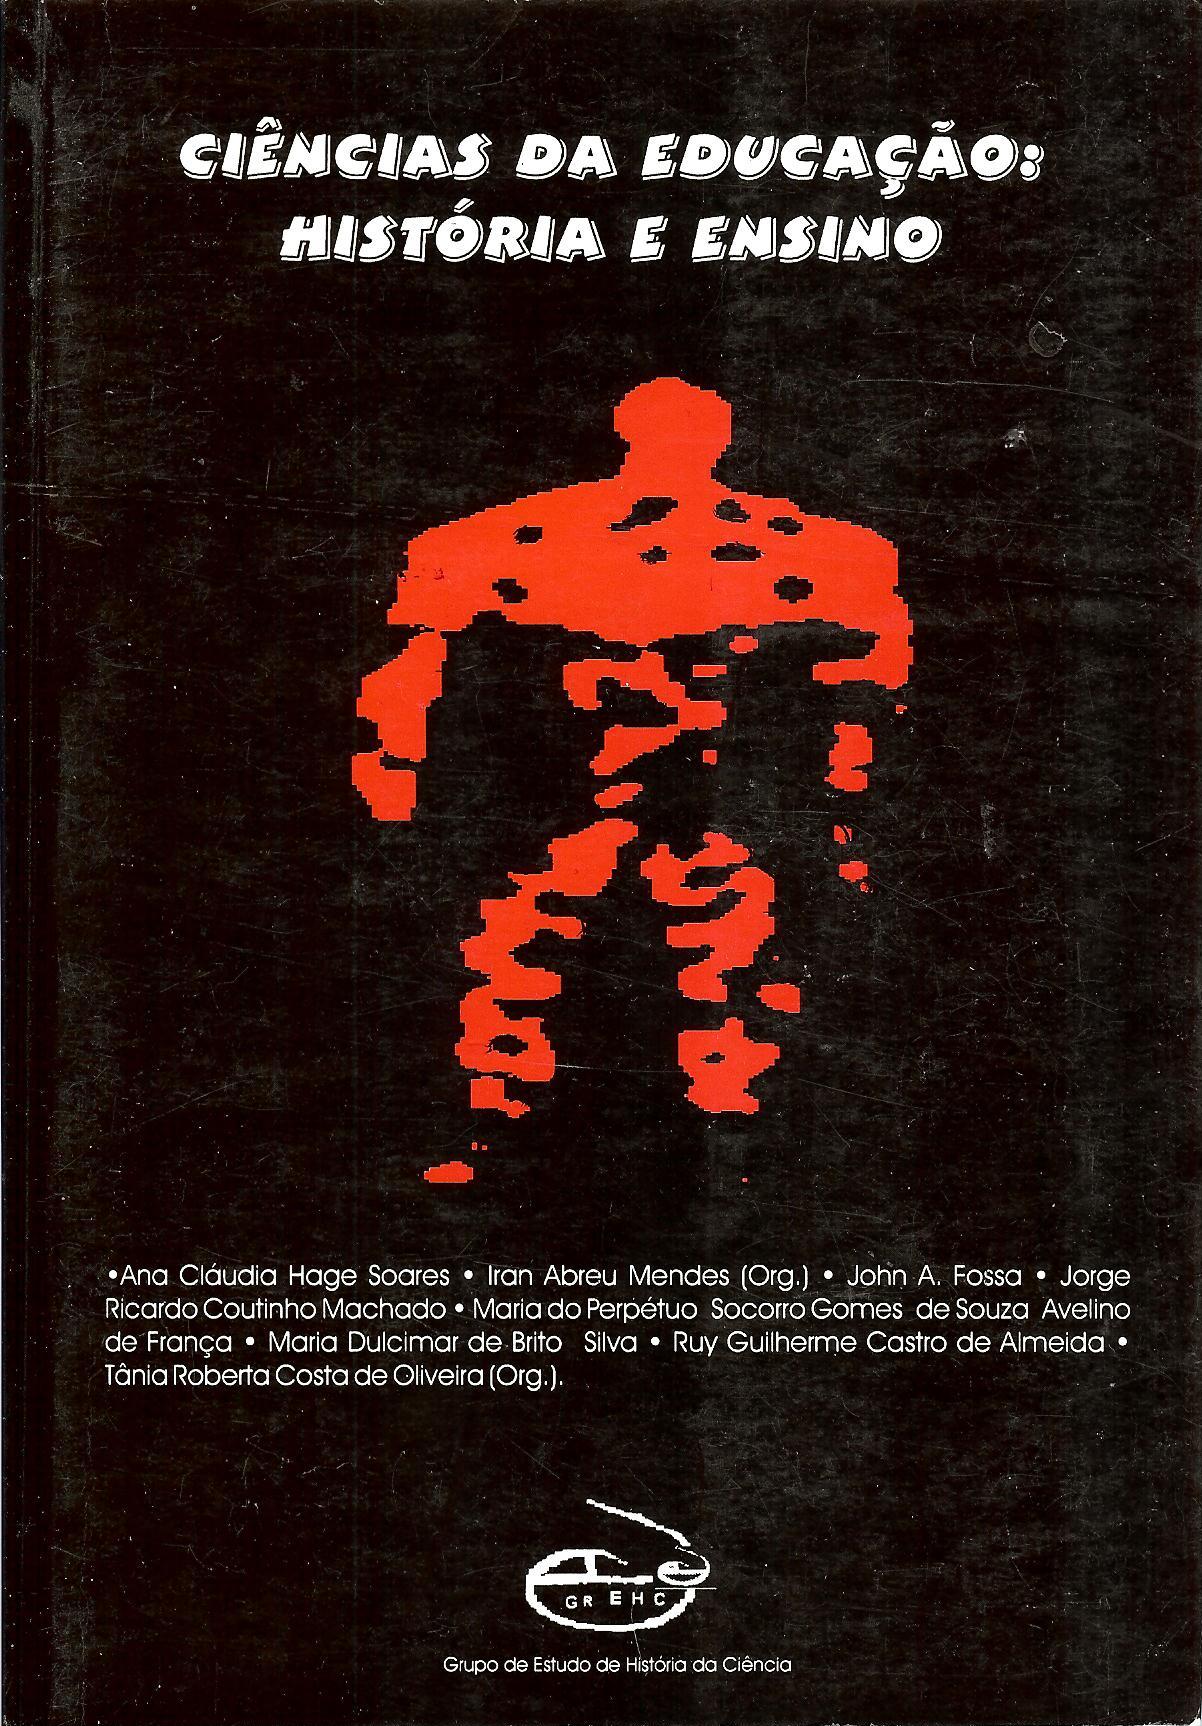 CIÊNCIAS DA EDUCAÇÃO:
HISTÓRIA E ENSINO
•Ana Cláudia Hage Soares • Iran Abreu Mendes (Org.) • John A. Fossa • Jorge
Ricardo Coutinho Machado • Maria do Perpétuo Socorro Gomes de Souza Avelino
de França • Maria Dulcimar de Brito Silva • Ruy Guilherme Castro de Almeida •
Tânia Roberta Costa de Oliveira (Org.).
GR EHC
Grupo de Estudo de História da Ciência